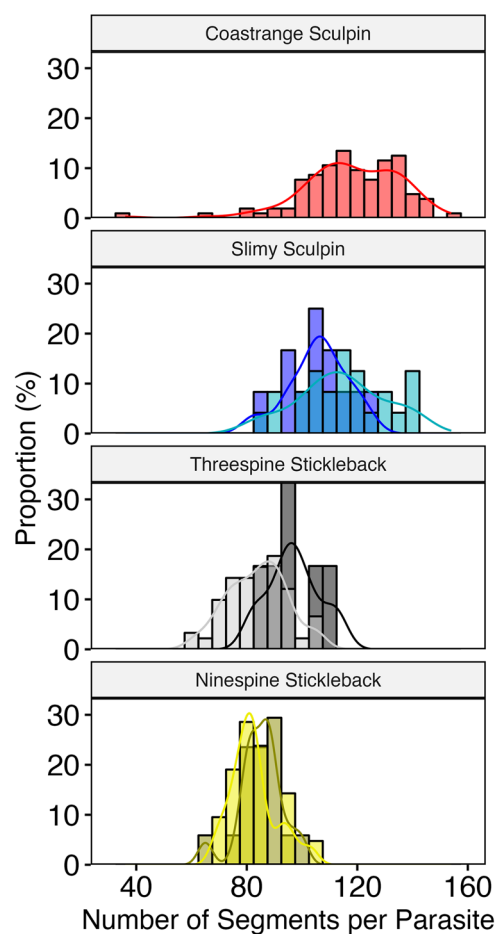 Coastrange Sculpin
30
20
10
0
Slimy Sculpin
30
20
10
0
Threespine Stickleback
30
20
10
0
Ninespine Stickleback
30
20
10
0
Proportion (%)
40 80 120 160
Number of Segments per Parasite